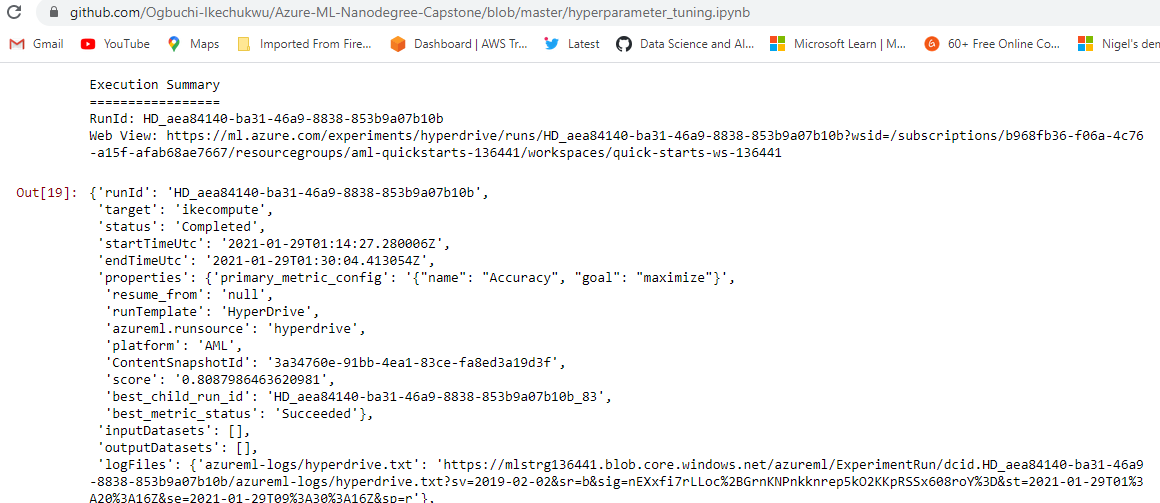 github.com/Ogbuchi-Ikechukwu/Azure-ML-Nanodegree-Capstone/blob/master/hyperparameter_tuning.ipynb
Gmail YouTube Maps Imported From Fire... Dashboard | AWS Tr... Latest Data Science and AI... Microsoft Learn | M... 60+ Free Online Co... Nigel's den
Execution Summary
=================
RunId: HD_aea84140-ba31-46a9-8838-853b9a07b10b
Web View: https://ml.azure.com/experiments/hyperdrive/runs/HD_aea84140-ba31-46a9-8838-853b9a07b10b?wsid=/subscriptions/b968fb36-f06a-4c76
-a15f-afab68ae7667/resourcegroups/aml-quickstarts-136441/workspaces/quick-starts-ws-136441
Out[19]: {'runId': 'HD_aea84140-ba31-46a9-8838-853b9a07b10b',
'target': 'ikecompute',
'status': 'Completed',
'startTimeUtc': '2021-01-29T01:14:27.280006Z',
'endTimeUtc': '2021-01-29T01:30:04.413054Z',
'properties': {'primary_metric_config': '{"name": "Accuracy", "goal": "maximize"}',
'resume_from': 'null',
'runTemplate': 'HyperDrive',
'azureml.runsource': 'hyperdrive',
'platform': 'AML',
'ContentSnapshotId': '3a34760e-91bb-4ea1-83ce-fa8ed3a19d3f',
'score': '0.8087986463620981',
'best_child_run_id': 'HD_aea84140-ba31-46a9-8838-853b9a07b10b_83',
'best_metric_status': 'Succeeded'},
'inputDatasets': [],
'outputDatasets': [],
'logFiles': {'azureml-logs/hyperdrive.txt': 'https://mlstrg136441.blob.core.windows.net/azureml/ExperimentRun/dcid.HD_aea84140-ba31-46a9
-8838-853b9a07b10b/azureml-logs/hyperdrive.txt?sv=2019-02-02&sr=b&sig=nEXxfi7rLLoc%2BGrnKNPnkknrep5kO2KKpRSSx608roY%3D&st=2021-01-29T01%3
A20%3A16Z&se=2021-01-29T09%3A30%3A16Z&sp=r'},